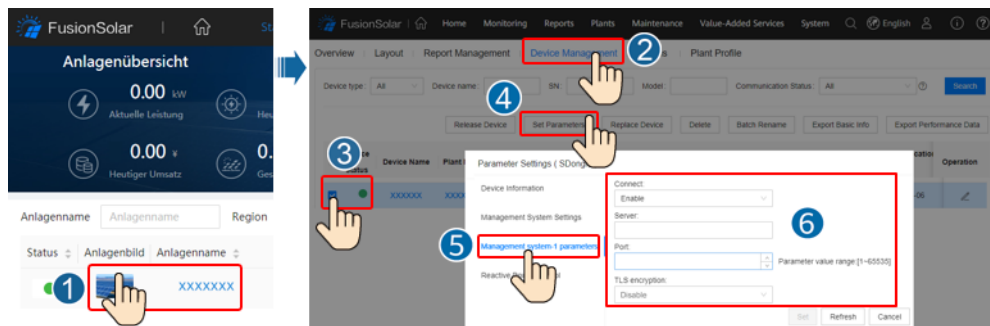 FusionSolar
Anlagenübersicht
0.00 kW
Aktuelle Leistung
0.00 ¥
Heutiger Umsatz
0.
Anlagenname Anlagenname Region
Status Anlagenbild Anlagenname
1
XXXXXXX
FusionSolar Home Monitoring Reports Plants Maintenance Value-Added Services System English
Overview Layout Report Management Device Management Plant Profile
2
Device type: All Device name: SN: Model: Communication Status: All Search
4
Release Device Set Parameters Replace Device Delete Batch Rename Export Basic Info Export Performance Data
3
Status Device Name Operation
XXXXXX
Parameter Settings ( SDong
Device Information
Management System Settings
5
Management system-1 parameters
6
Connect:
Enable
Server:
Port:
Parameter value range:[1~65535]
TLS encryption:
Disable
Set Refresh Cancel